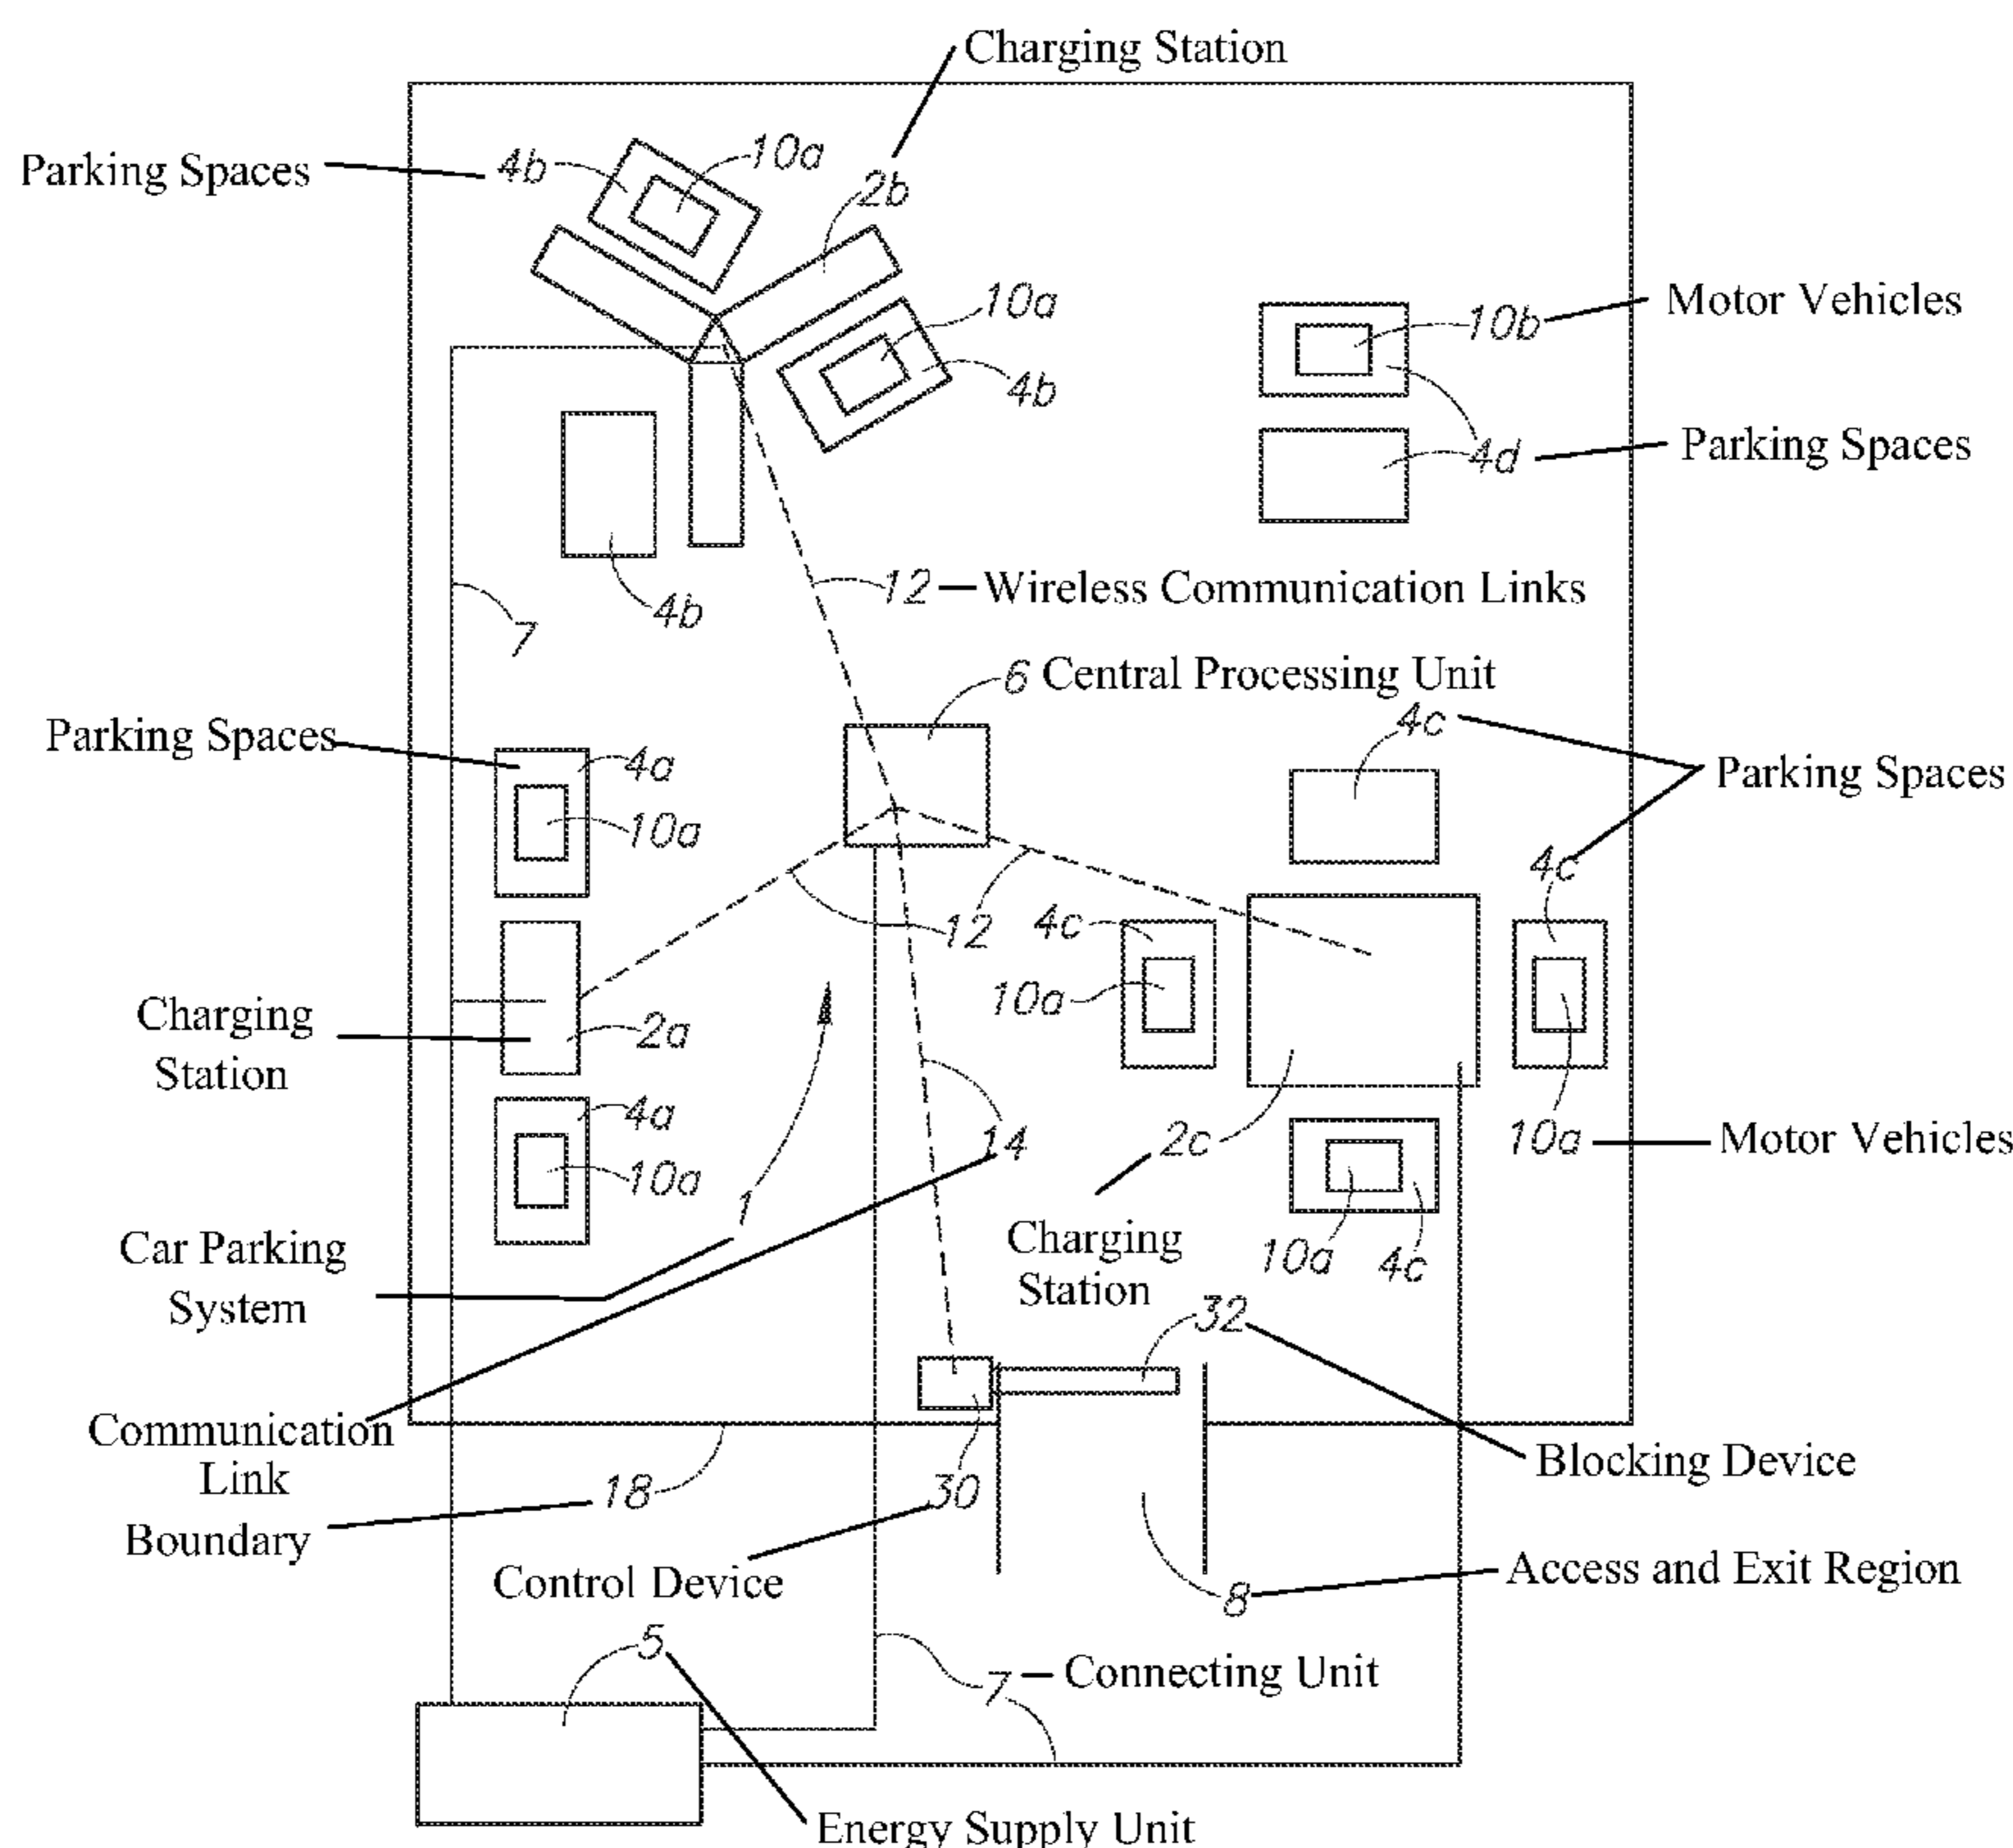 Charging Station
Parking Spaces
4b
10a
2b
10a
10b
Motor Vehicles
4b
4d
Parking Spaces
12
Wireless Communication Links
4b
7
6
Central Processing Unit
4c
Parking Spaces
4a
Parking Spaces
10a
4c
12
4c
4c
10a
Charging
Station
2a
4a
14
2c
10a
Motor Vehicles
10a
1
Car Parking
System
Charging
Station
10a
4c
32
Communication
Link
Boundary
18
30
Blocking Device
Control Device
8
Access and Exit Region
5
7
Connecting Unit
Energy Supply Unit